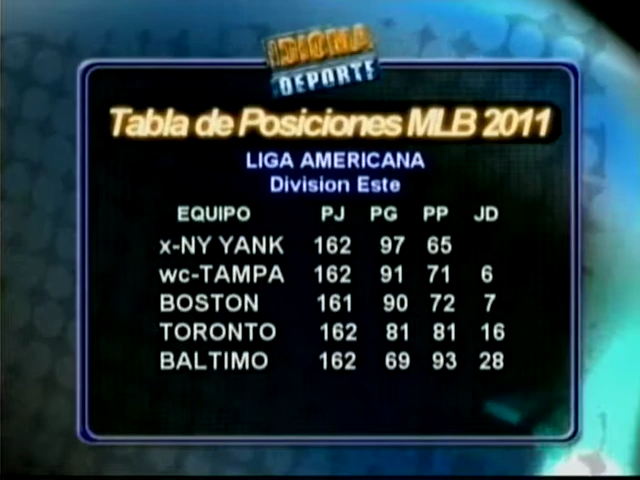 IDIOMA
DEPORTE
Tabla de Posiciones MLB 2011
LIGA AMERICANA
Division Este
EQUIPO PJ PG PP JD
x-NY YANK 162 97 65
wc-TAMPA 162 91 71 6
BOSTON 161 90 72 7
TORONTO 162 81 81 16
BALTIMO 162 69 93 28